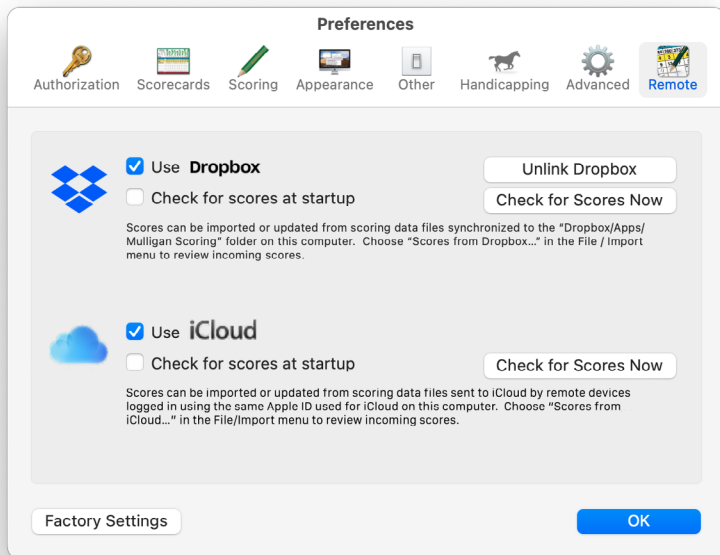 Preferences
Authorization Scorecards Scoring Appearance Other Handicapping Advanced Remote
Use Dropbox
Unlink Dropbox
Check for scores at startup
Check for Scores Now
Scores can be imported or updated from scoring data files synchronized to the “Dropbox/Apps/
Mulligan Scoring” folder on this computer. Choose “Scores from Dropbox...” in the File / Import
menu to review incoming scores.
Use iCloud
Check for scores at startup
Check for Scores Now
Scores can be imported or updated from scoring data files sent to iCloud by remote devices
logged in using the same Apple ID used for iCloud on this computer. Choose “Scores from
iCloud...” in the File/Import menu to review incoming scores.
Factory Settings
OK